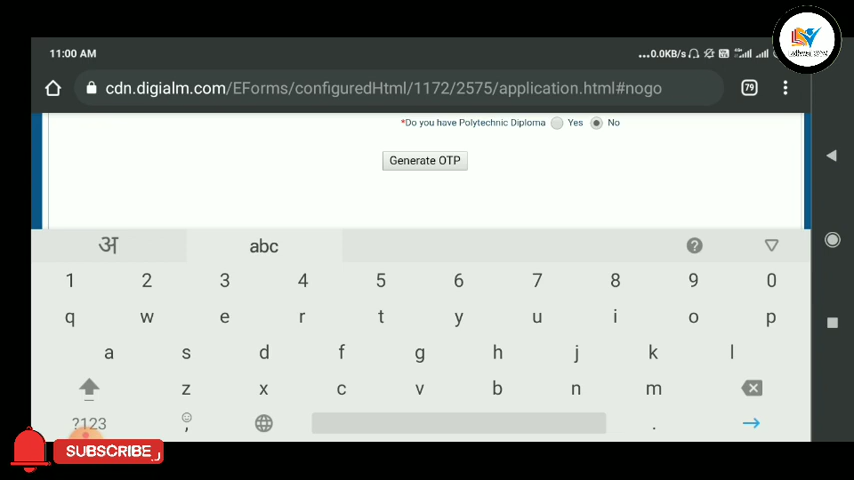 11:00 AM
...0.0KB/s
cdn.digialm.com/EForms/configuredHtml/1172/2575/application.html#nogo
79
*Do you have Polytechnic Diploma Yes No
Generate OTP
अ abc ?
1 2 3 4 5 6 7 8 9 0
q w e r t y u i o p
a s d f g h j k l
z x c v b n m
?123 , .
SUBSCRIBE